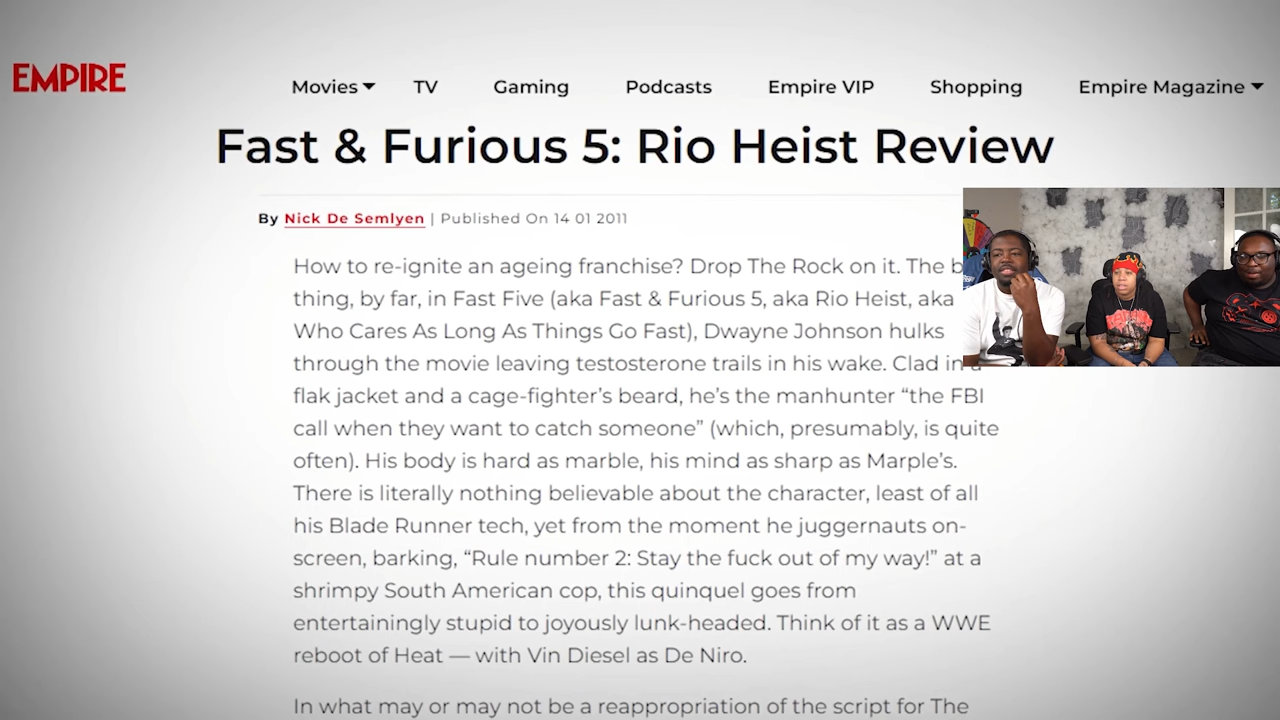 EMPIRE
Movies TV Gaming Podcasts Empire VIP Shopping Empire Magazine
Fast & Furious 5: Rio Heist Review
By Nick De Semlyen | Published On 14 01 2011
How to re-ignite an ageing franchise? Drop The Rock on it. The
thing, by far, in Fast Five (aka Fast & Furious 5, aka Rio Heist, aka
Who Cares As Long As Things Go Fast), Dwayne Johnson hulks
through the movie leaving testosterone trails in his wake. Clad in a
flak jacket and a cage-fighter’s beard, he’s the manhunter “the FBI
call when they want to catch someone” (which, presumably, is quite
often). His body is hard as marble, his mind as sharp as Marple’s.
There is literally nothing believable about the character, least of all
his Blade Runner tech, yet from the moment he juggernauts on-
screen, barking, “Rule number 2: Stay the fuck out of my way!” at a
shrimpy South American cop, this quinquel goes from
entertainingly stupid to joyously lunk-headed. Think of it as a WWE
reboot of Heat — with Vin Diesel as De Niro.
In what may or may not be a reappropriation of the script for The